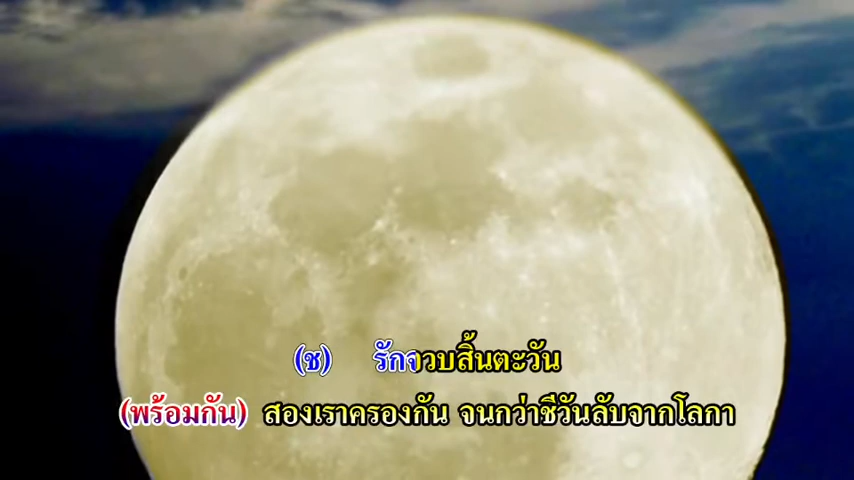 (ช) รักจวบสิ้นตะวัน
(พร้อมกัน) สองเราครองกัน จนกว่าชีวันลับจากโลกา